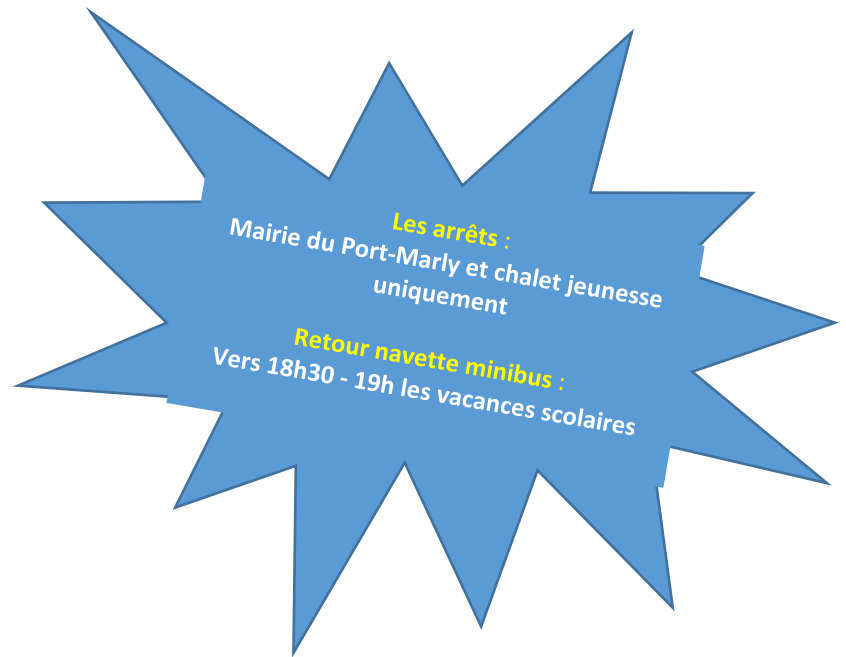 Les arrêts :
Mairie du Port-Marly et chalet jeunesse
uniquement
Retour navette minibus :
Vers 18h30 - 19h les vacances scolaires